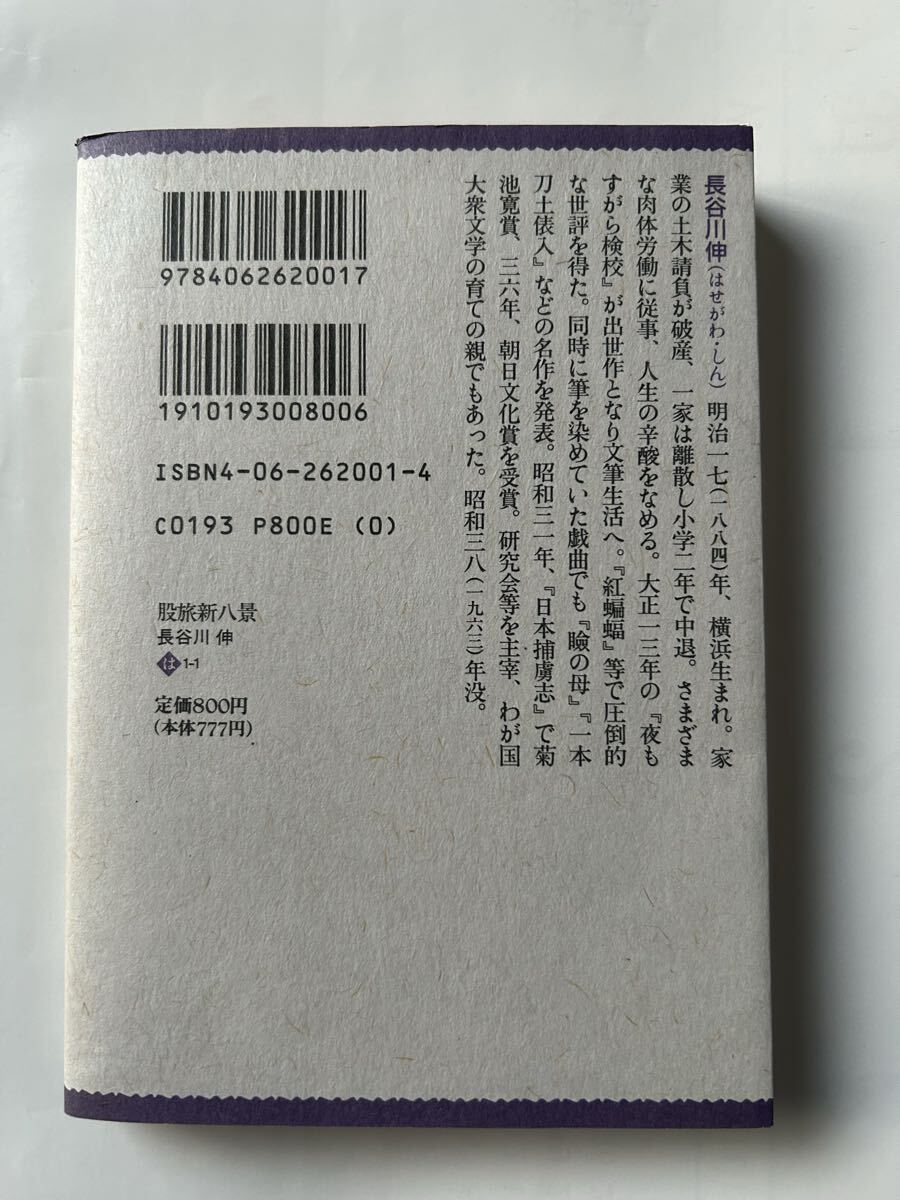 長谷川伸(はせがわ・しん) 明治一七(一八八四)年、横浜生まれ。家
業の土木請負が破産、一家は離散し小学二年で中退。さまざま
な肉体労働に従事、人生の辛酸をなめる。大正一三年の『夜も
すがら検校』が出世作となり文筆生活へ。『紅蝙蝠』等で圧倒的
な世評を得た。同時に筆を染めていた戯曲でも『瞼の母』『一本
刀土俵入』などの名作を発表。昭和三一年、『日本捕虜志』で菊
池寛賞、三六年、朝日文化賞を受賞。研究会等を主宰、わが国
大衆文学の育ての親でもあった。昭和三八(一九六三)年没。
9784062620017
1910193008006
ISBN4-06-262001-4
C0193 P800E (0)
股旅新八景
長谷川 伸
は 1-1
定価800円
(本体777円)